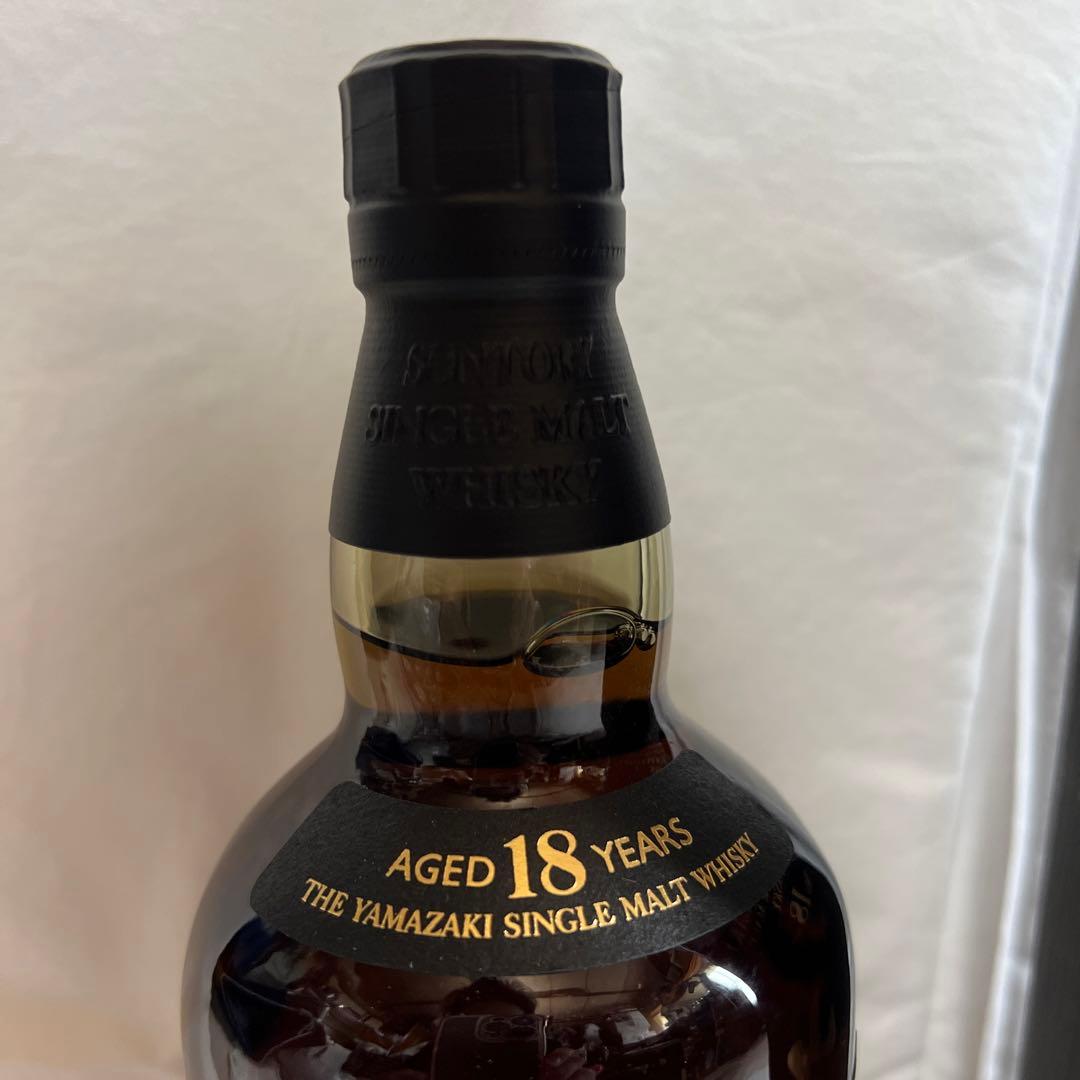 SUNTORY
SINGLE MALT
WHISKY
AGED 18 YEARS
THE YAMAZAKI SINGLE MALT WHISKY